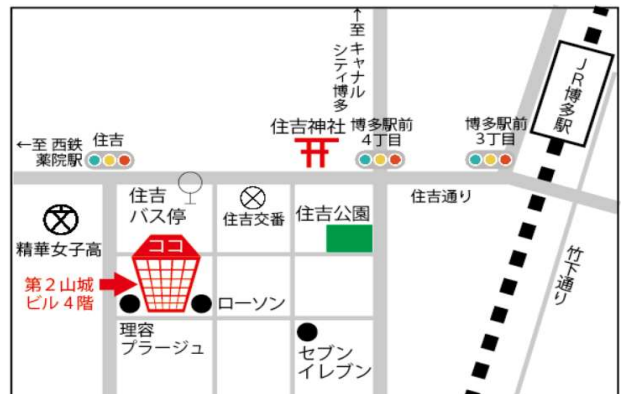 ←至 キャナル
シティ博多
JR博多駅
←至 西鉄
薬院駅
住吉
住吉神社
博多駅前
4丁目
博多駅前
3丁目
住吉
バス停
住吉交番
住吉公園
住吉通り
竹下通り
精華女子高
ココ
第2山城
ビル4階
ローソン
理容
プラージュ
セブン
イレブン